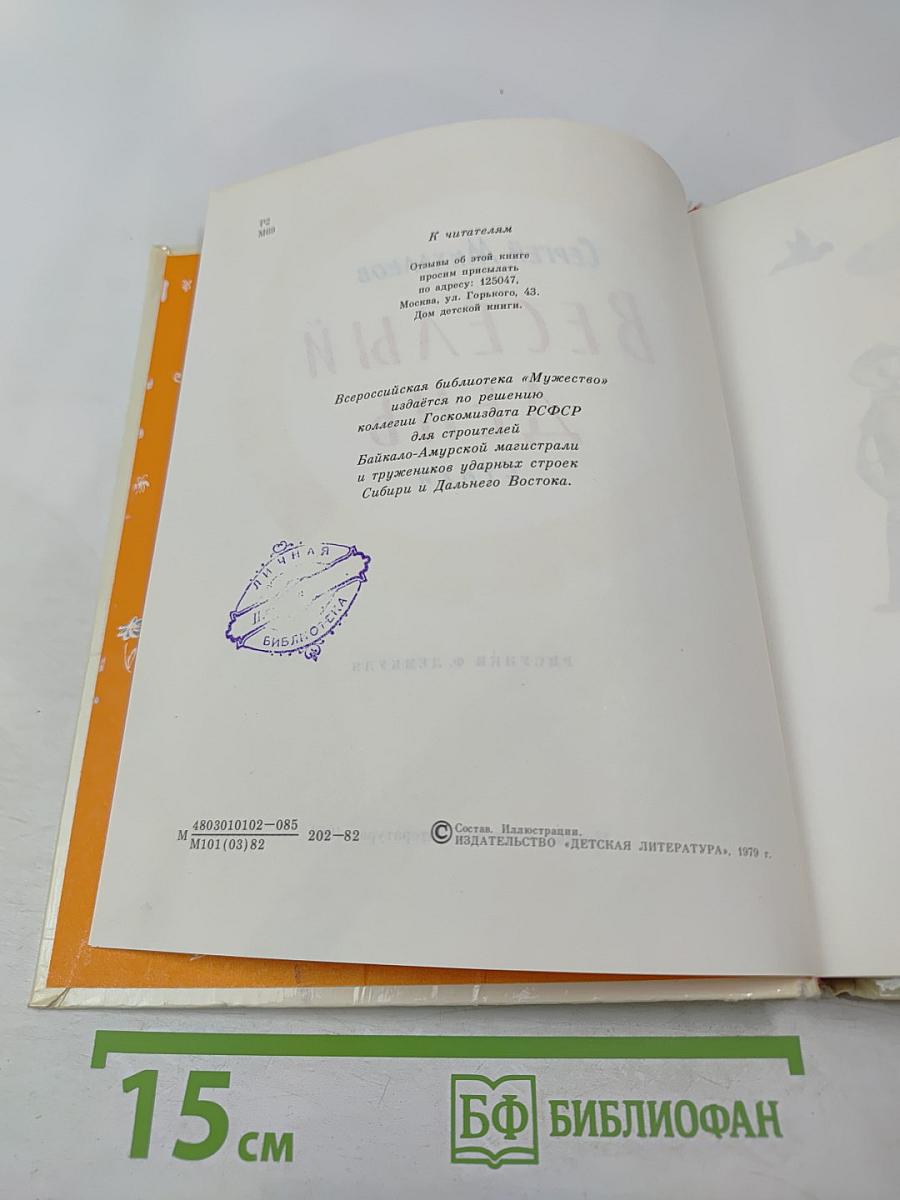 Р2
М69
К читателям
Отзывы об этой книге
просим присылать
по адресу: 125047,
Москва, ул. Горького, 43.
Дом детской книги.
Всероссийская библиотека «Мужество»
издаётся по решению
коллегии Госкомиздата РСФСР
для строителей
Байкало-Амурской магистрали
и тружеников ударных строек
Сибири и Дальнего Востока.
ЛИЧНАЯ
БИБЛИОТЕКА
М 4803010102—085 202—82
М101(03)82
© Состав. Иллюстрации.
ИЗДАТЕЛЬСТВО «ДЕТСКАЯ ЛИТЕРАТУРА», 1979 г.
15 см
БФ БИБЛИОФАН